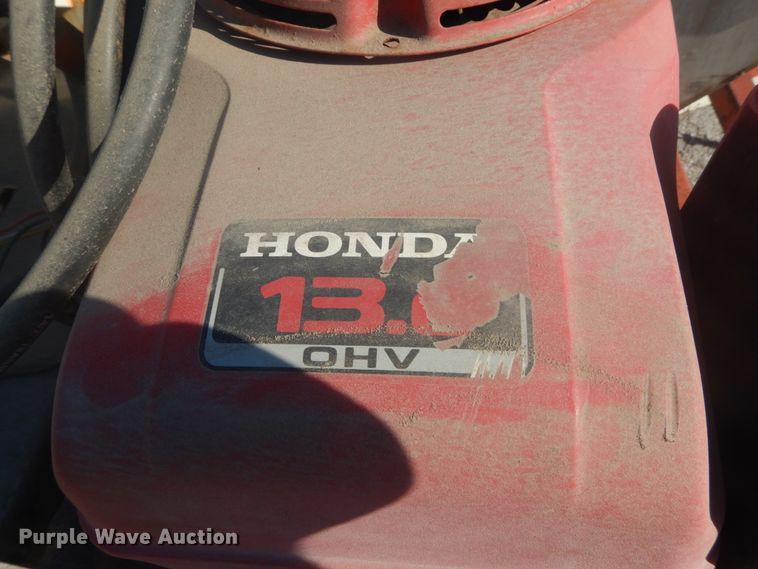 HONDA
13.
OHV
Purple Wave Auction